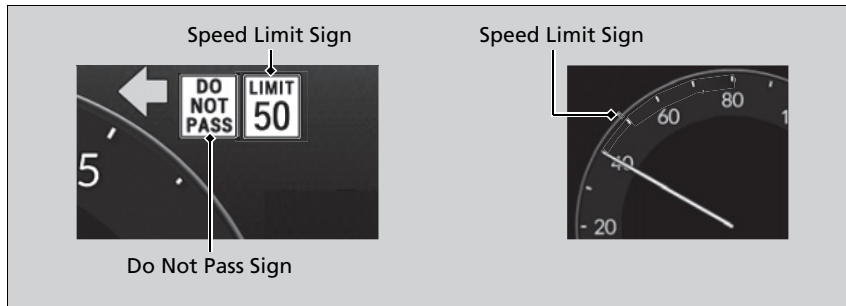 Speed Limit Sign
Speed Limit Sign
DO
NOT
PASS
LIMIT
50
5
80
60
40
20
Do Not Pass Sign